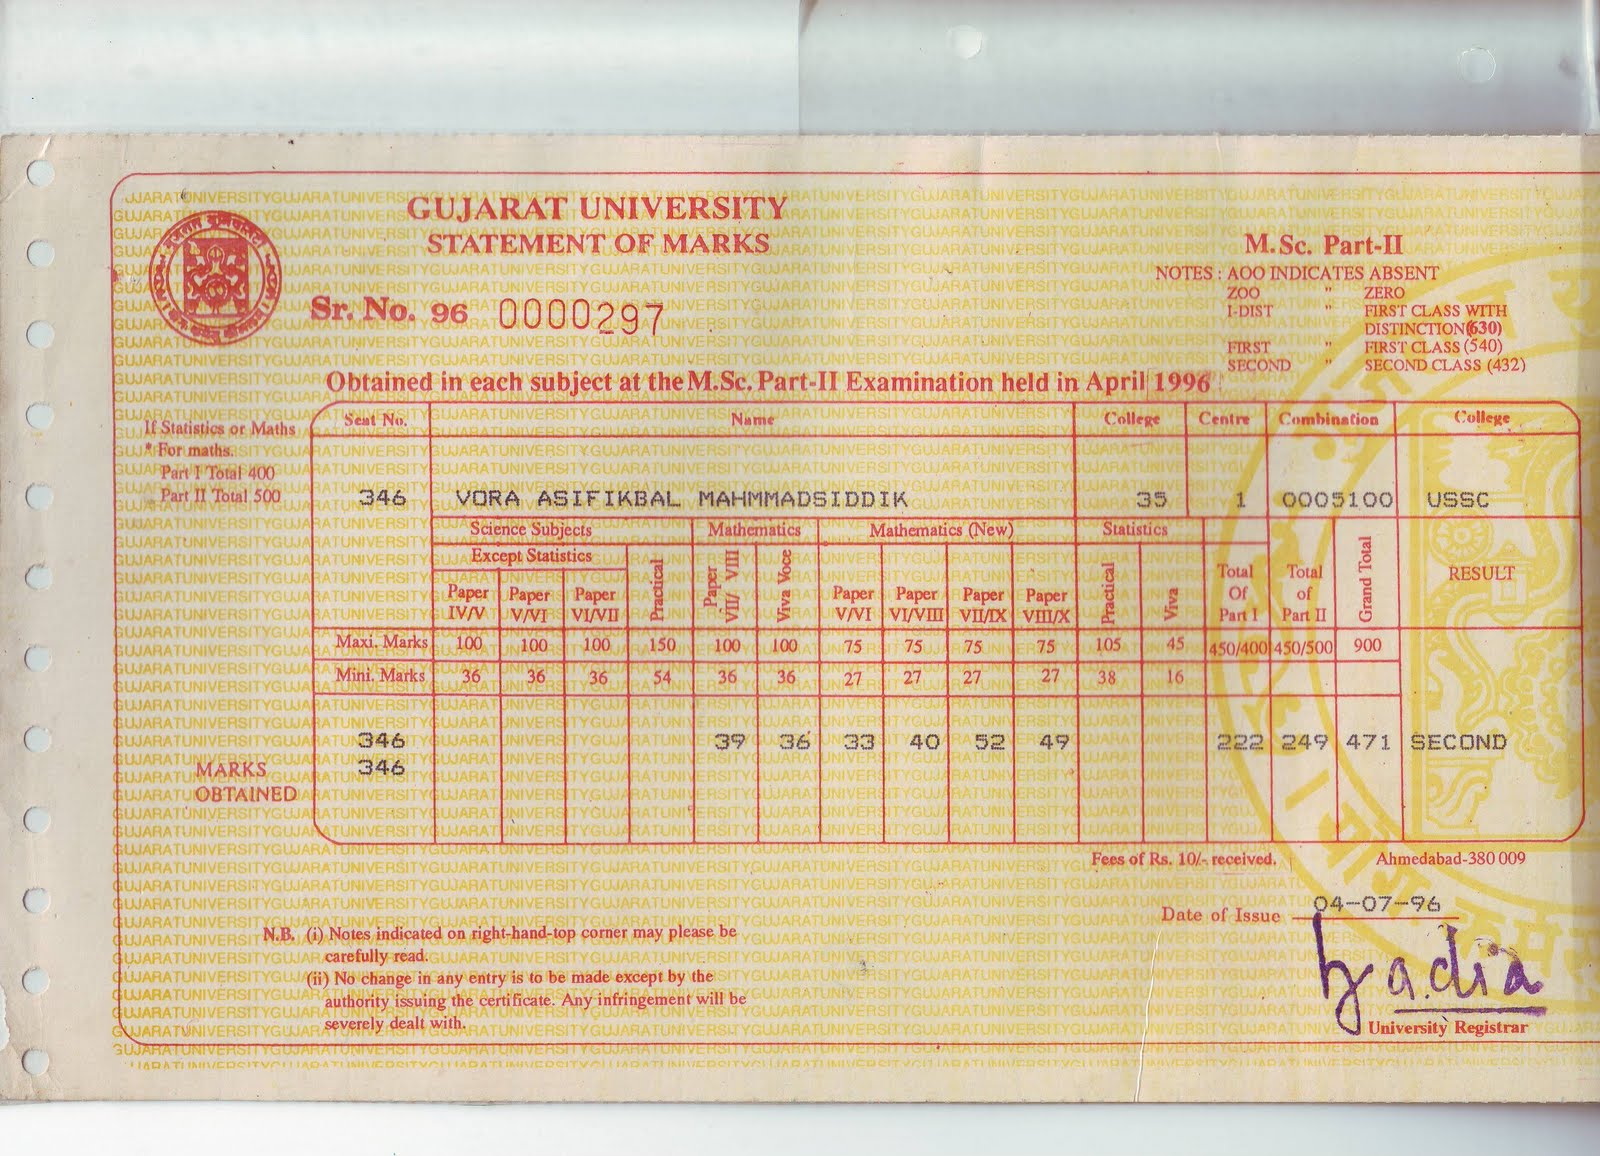 GUJARAT UNIVERSITY
STATEMENT OF MARKS
Sr. No. 96 0000297
M.Sc. Part-II
NOTES : AOO INDICATES ABSENT
ZOO " ZERO
I-DIST " FIRST CLASS WITH
DISTINCTION (630)
FIRST " FIRST CLASS (540)
SECOND " SECOND CLASS (432)
Obtained in each subject at the M.Sc. Part-II Examination held in April 1996
If Statistics or Maths
* For maths.
Part I Total 400
Part II Total 500
Seat No. Name College Centre Combination College
346 VORA ASIFIKBAL MAHMMADSIDDIK 35 1 0005100 USSC
Science Subjects Mathematics Mathematics (New) Statistics
Except Statistics
Paper IV/V Paper V/VI Paper VI/VII Practical Paper VII/ VIII Viva Voce Paper V/VI Paper VI/VIII Paper VII/IX Paper VIII/X Practical Viva Total Of Part I Total of Part II Grand Total RESULT
Maxi. Marks 100 100 100 150 100 100 75 75 75 75 105 45 450/400 450/500 900
Mini. Marks 36 36 36 54 36 36 27 27 27 27 38 16
346 39 36 33 40 52 49 222 249 471 SECOND
MARKS 346
OBTAINED
Fees of Rs. 10/- received. Ahmedabad-380 009
Date of Issue 04-07-96
N.B. (i) Notes indicated on right-hand-top corner may please be
carefully read.
(ii) No change in any entry is to be made except by the
authority issuing the certificate. Any infringement will be
severely dealt with.
University Registrar